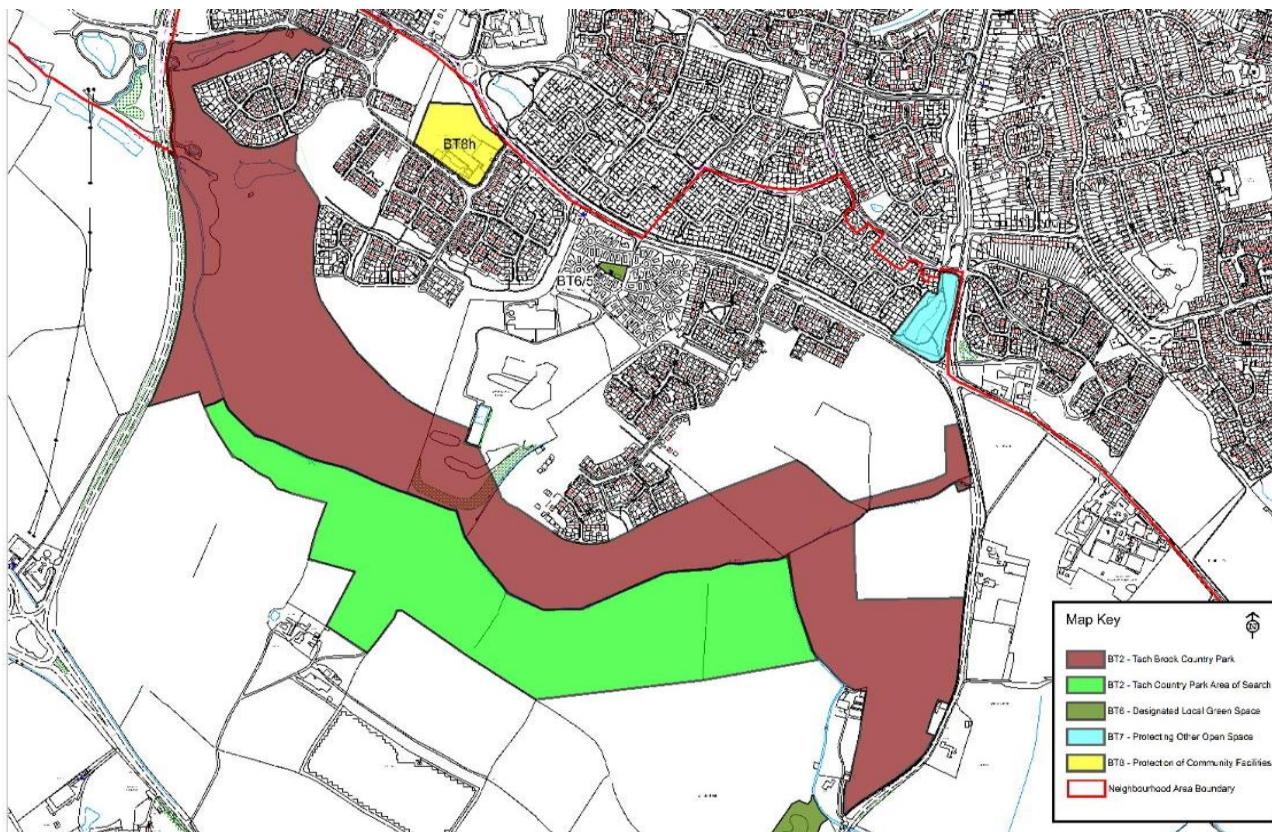 BT8h
BT6/5
Map Key
N
BT2 - Tach Brook Country Park
BT2 - Tach Country Park Area of Search
BT6 - Designated Local Green Space
BT7 - Protecting Other Open Space
BT8 - Protection of Community Facilities
Neighbourhood Area Boundary